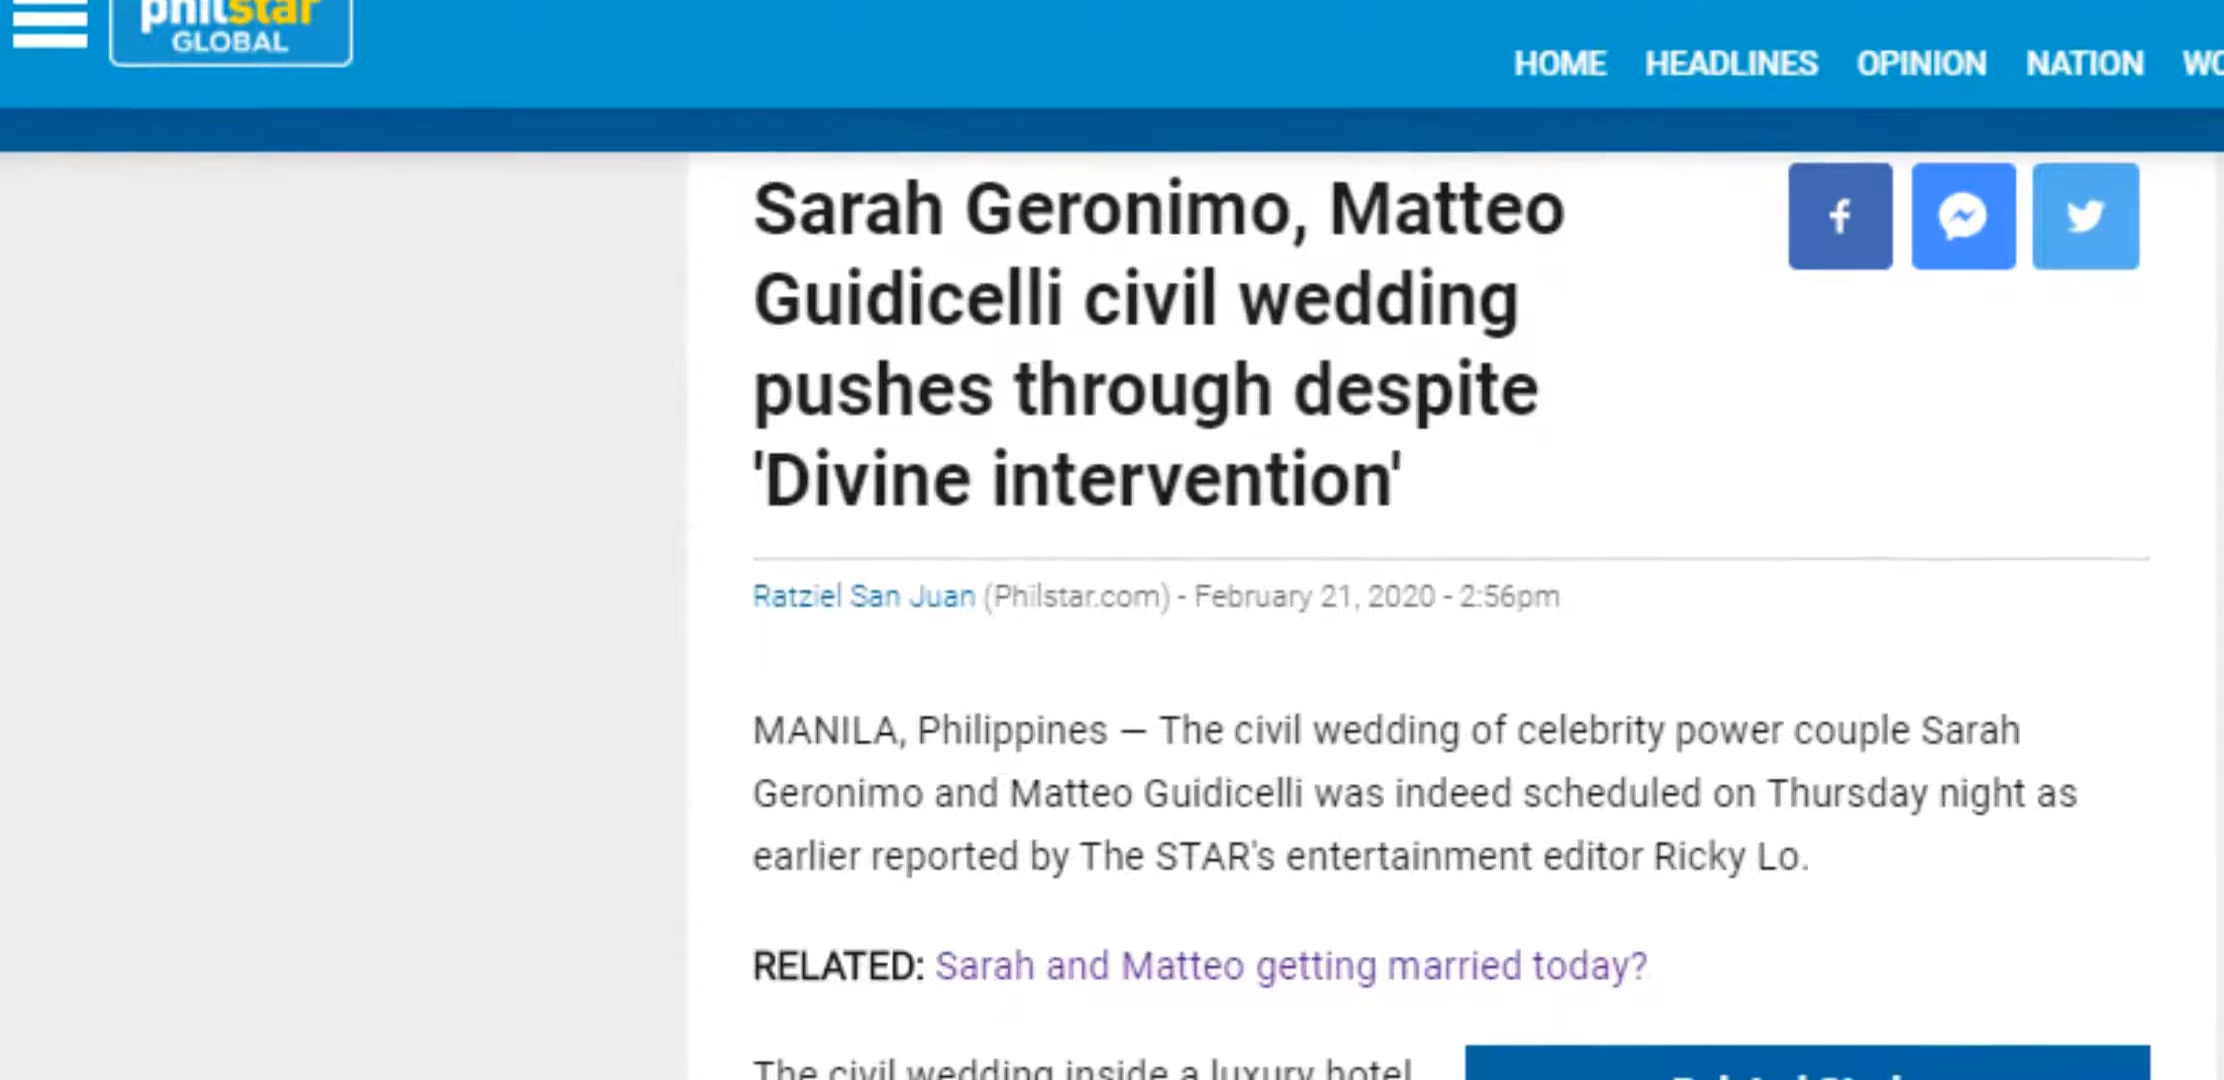 philstar
GLOBAL
HOME HEADLINES OPINION NATION
Sarah Geronimo, Matteo
Guidicelli civil wedding
pushes through despite
'Divine intervention'
Ratziel San Juan (Philstar.com) - February 21, 2020 - 2:56pm
MANILA, Philippines — The civil wedding of celebrity power couple Sarah
Geronimo and Matteo Guidicelli was indeed scheduled on Thursday night as
earlier reported by The STAR's entertainment editor Ricky Lo.
RELATED: Sarah and Matteo getting married today?
The civil wedding inside a luxury hotel